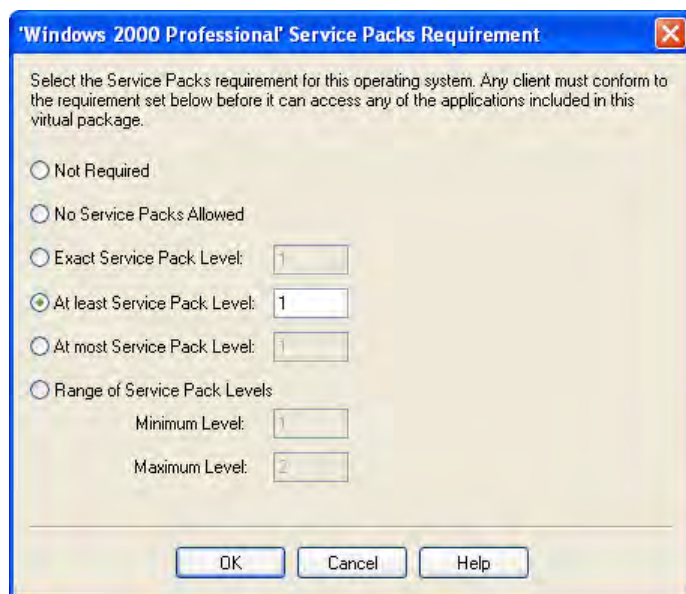 'Windows 2000 Professional' Service Packs Requirement
Select the Service Packs requirement for this operating system. Any client must conform to
the requirement set below before it can access any of the applications included in this
virtual package.
Not Required
No Service Packs Allowed
Exact Service Pack Level: 1
At least Service Pack Level: 1
At most Service Pack Level: 1
Range of Service Pack Levels
Minimum Level: 1
Maximum Level: 2
OK Cancel Help